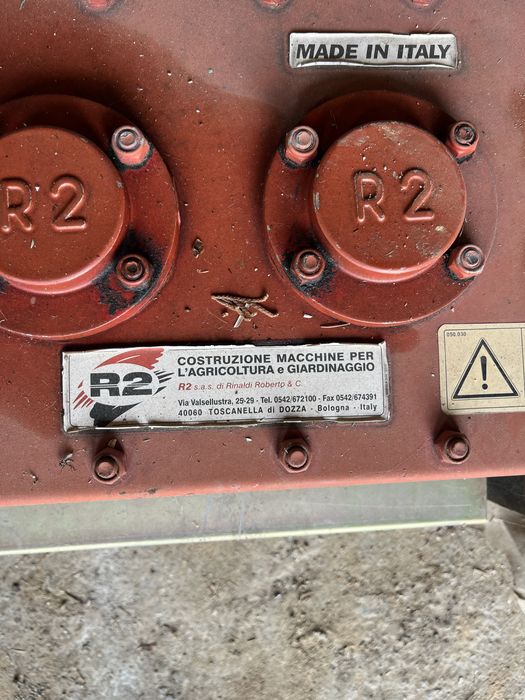 MADE IN ITALY
R2
R2
050.030
R2
COSTRUZIONE MACCHINE PER
L'AGRICOLTURA e GIARDINAGGIO
R2 s.a.s. di Rinaldi Roberto & C.
Via Valsellustra, 25-29 - Tel. 0542/672100 - Fax 0542/674391
40060 TOSCANELLA di DOZZA - Bologna - Italy